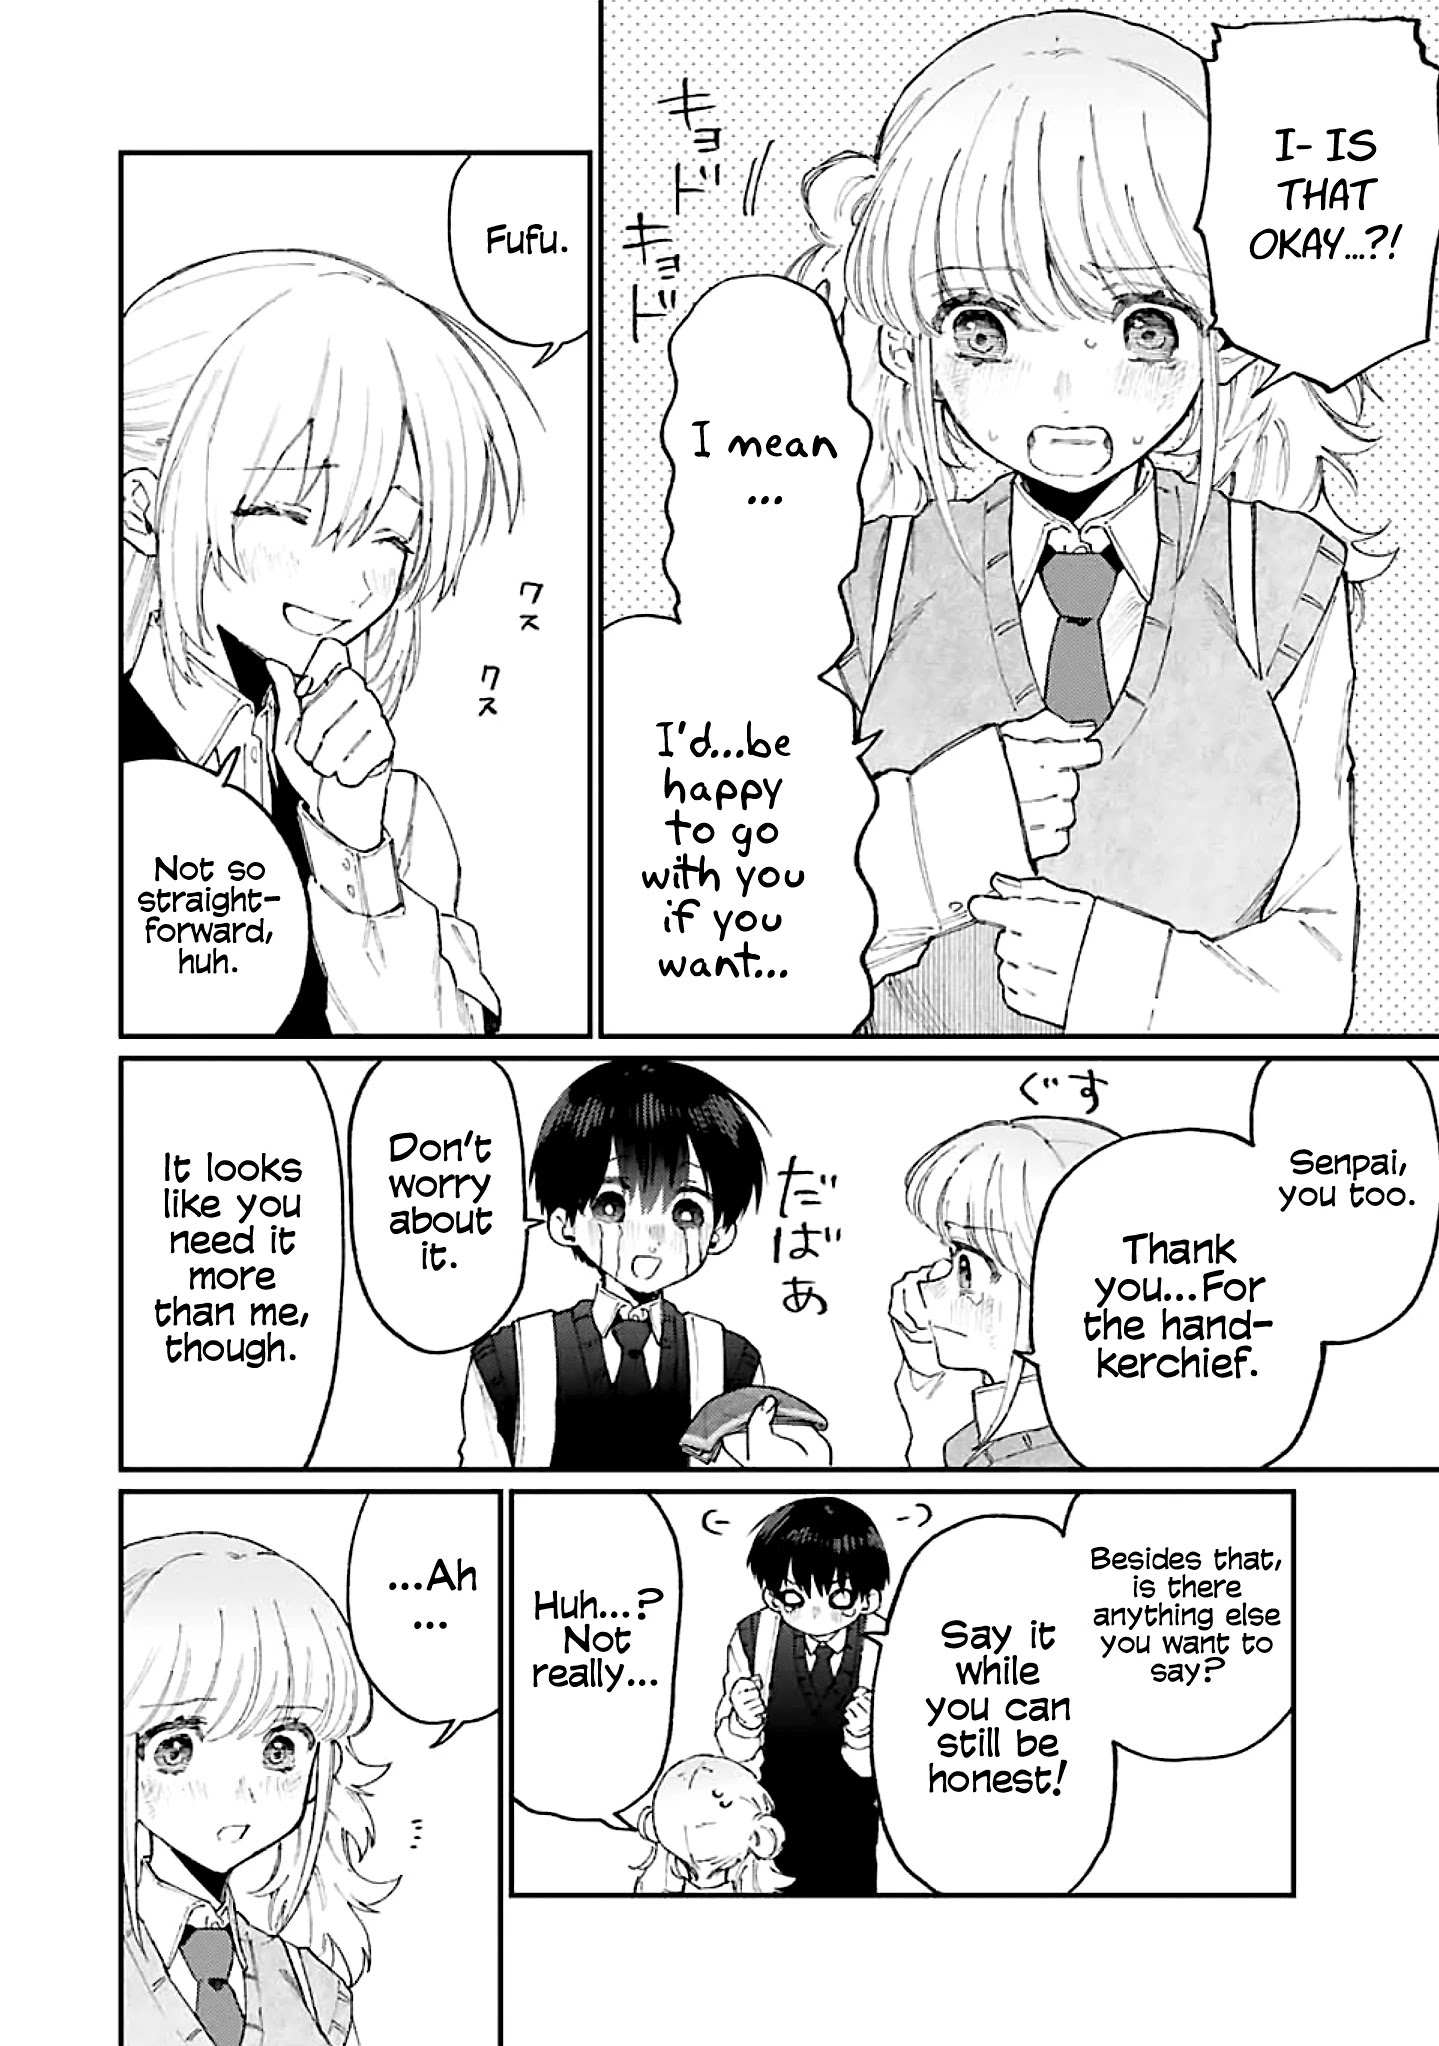 I- IS
THAT
OKAY...?!
キョドド
キョドド
I mean
...
I'd...be
happy
to go
with you
if you
want...
Fufu.
クス
クス
Not so
straight-
forward,
huh.
Senpai,
you too.
Thank
you...For
the hand-
kerchief.
ぐす
だばぁ
Don't
worry
about
it.
It looks
like you
need it
more
than me,
though.
Besides that,
is there
anything else
you want to
say?
Say it
while
you can
still be
honest!
Huh...?
Not
really...
...Ah
...